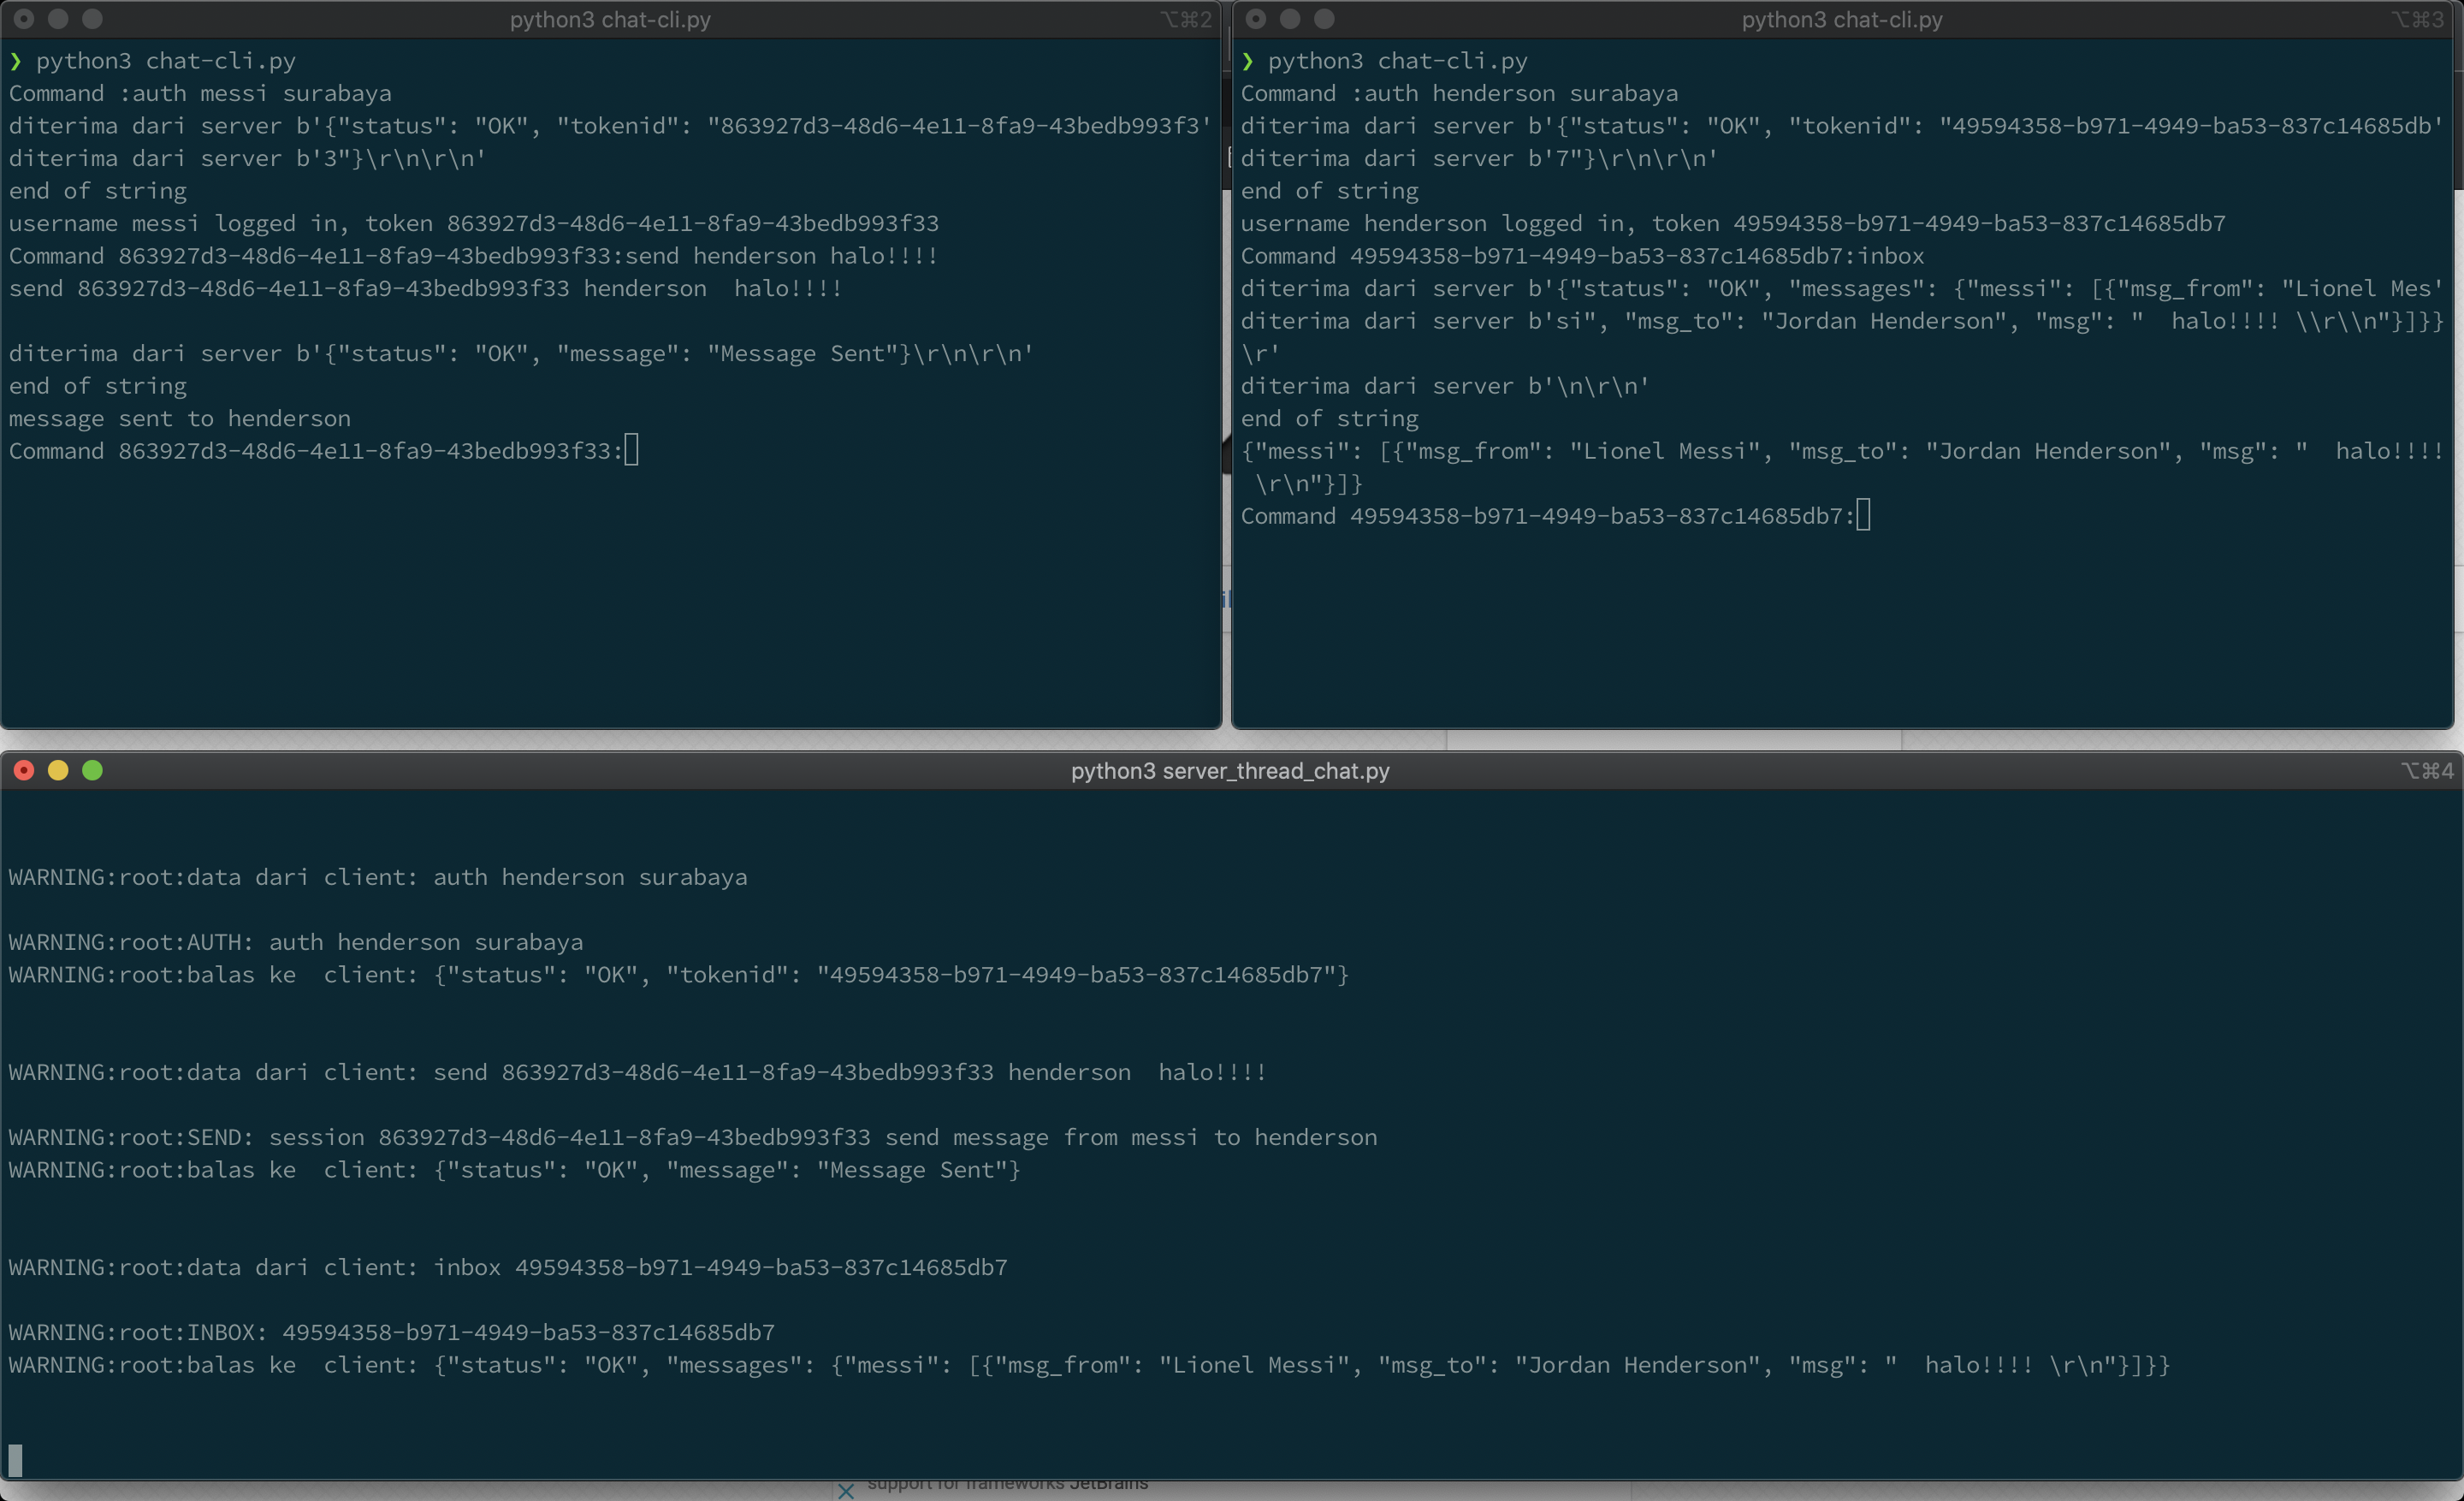 python3 chat-cli.py
⌥⌘2
❯ python3 chat-cli.py
Command :auth messi surabaya
diterima dari server b'{"status": "OK", "tokenid": "863927d3-48d6-4e11-8fa9-43bedb993f3'
diterima dari server b'3"}\r\n\r\n'
end of string
username messi logged in, token 863927d3-48d6-4e11-8fa9-43bedb993f33
Command 863927d3-48d6-4e11-8fa9-43bedb993f33:send henderson halo!!!!
send 863927d3-48d6-4e11-8fa9-43bedb993f33 henderson  halo!!!!
diterima dari server b'{"status": "OK", "message": "Message Sent"}\r\n\r\n'
end of string
message sent to henderson
Command 863927d3-48d6-4e11-8fa9-43bedb993f33:
python3 chat-cli.py
⌥⌘3
❯ python3 chat-cli.py
Command :auth henderson surabaya
diterima dari server b'{"status": "OK", "tokenid": "49594358-b971-4949-ba53-837c14685db'
diterima dari server b'7"}\r\n\r\n'
end of string
username henderson logged in, token 49594358-b971-4949-ba53-837c14685db7
Command 49594358-b971-4949-ba53-837c14685db7:inbox
diterima dari server b'{"status": "OK", "messages": {"messi": [{"msg_from": "Lionel Mes'
diterima dari server b'si", "msg_to": "Jordan Henderson", "msg": "  halo!!!! \\r\\n"}]}}
\r'
diterima dari server b'\n\r\n'
end of string
{"messi": [{"msg_from": "Lionel Messi", "msg_to": "Jordan Henderson", "msg": "  halo!!!!
 \r\n"}]}
Command 49594358-b971-4949-ba53-837c14685db7:
python3 server_thread_chat.py
⌥⌘4
WARNING:root:data dari client: auth henderson surabaya
WARNING:root:AUTH: auth henderson surabaya
WARNING:root:balas ke  client: {"status": "OK", "tokenid": "49594358-b971-4949-ba53-837c14685db7"}
WARNING:root:data dari client: send 863927d3-48d6-4e11-8fa9-43bedb993f33 henderson  halo!!!!
WARNING:root:SEND: session 863927d3-48d6-4e11-8fa9-43bedb993f33 send message from messi to henderson
WARNING:root:balas ke  client: {"status": "OK", "message": "Message Sent"}
WARNING:root:data dari client: inbox 49594358-b971-4949-ba53-837c14685db7
WARNING:root:INBOX: 49594358-b971-4949-ba53-837c14685db7
WARNING:root:balas ke  client: {"status": "OK", "messages": {"messi": [{"msg_from": "Lionel Messi", "msg_to": "Jordan Henderson", "msg": "  halo!!!! \r\n"}]}}
support for frameworks JetBrains